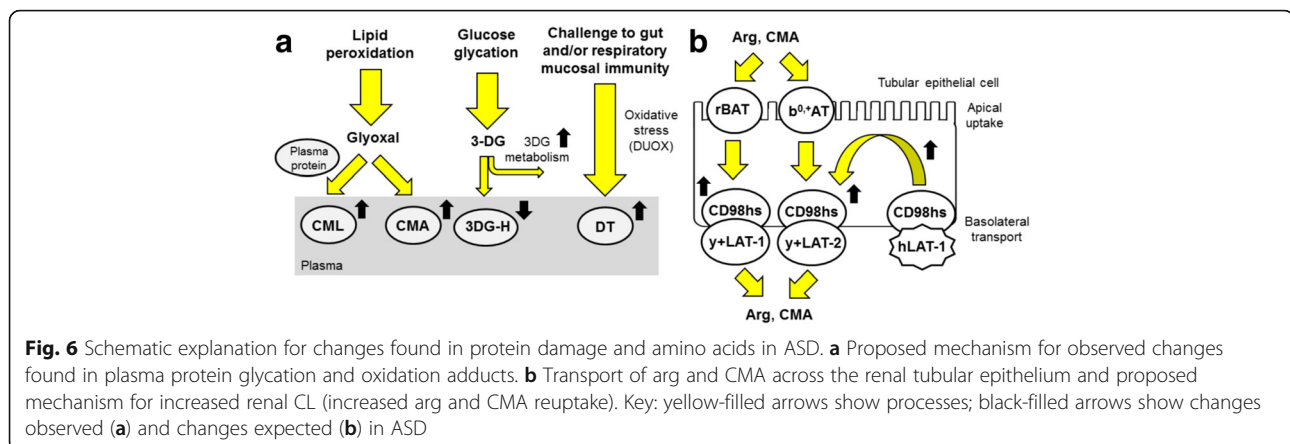 a
Lipid
peroxidation
Glucose
glycation
Challenge to gut
and/or respiratory
mucosal immunity
Glyoxal
Plasma
protein
3-DG
3DG
metabolism
Oxidative
stress
(DUOX)
CML
CMA
3DG-H
DT
Plasma
b
Arg, CMA
Tubular epithelial cell
rBAT
b0,+AT
Apical
uptake
CD98hs
CD98hs
CD98hs
y+LAT-1
y+LAT-2
hLAT-1
Basolateral
transport
Arg, CMA
Fig. 6 Schematic explanation for changes found in protein damage and amino acids in ASD. a Proposed mechanism for observed changes
found in plasma protein glycation and oxidation adducts. b Transport of arg and CMA across the renal tubular epithelium and proposed
mechanism for increased renal CL (increased arg and CMA reuptake). Key: yellow-filled arrows show processes; black-filled arrows show changes
observed (a) and changes expected (b) in ASD